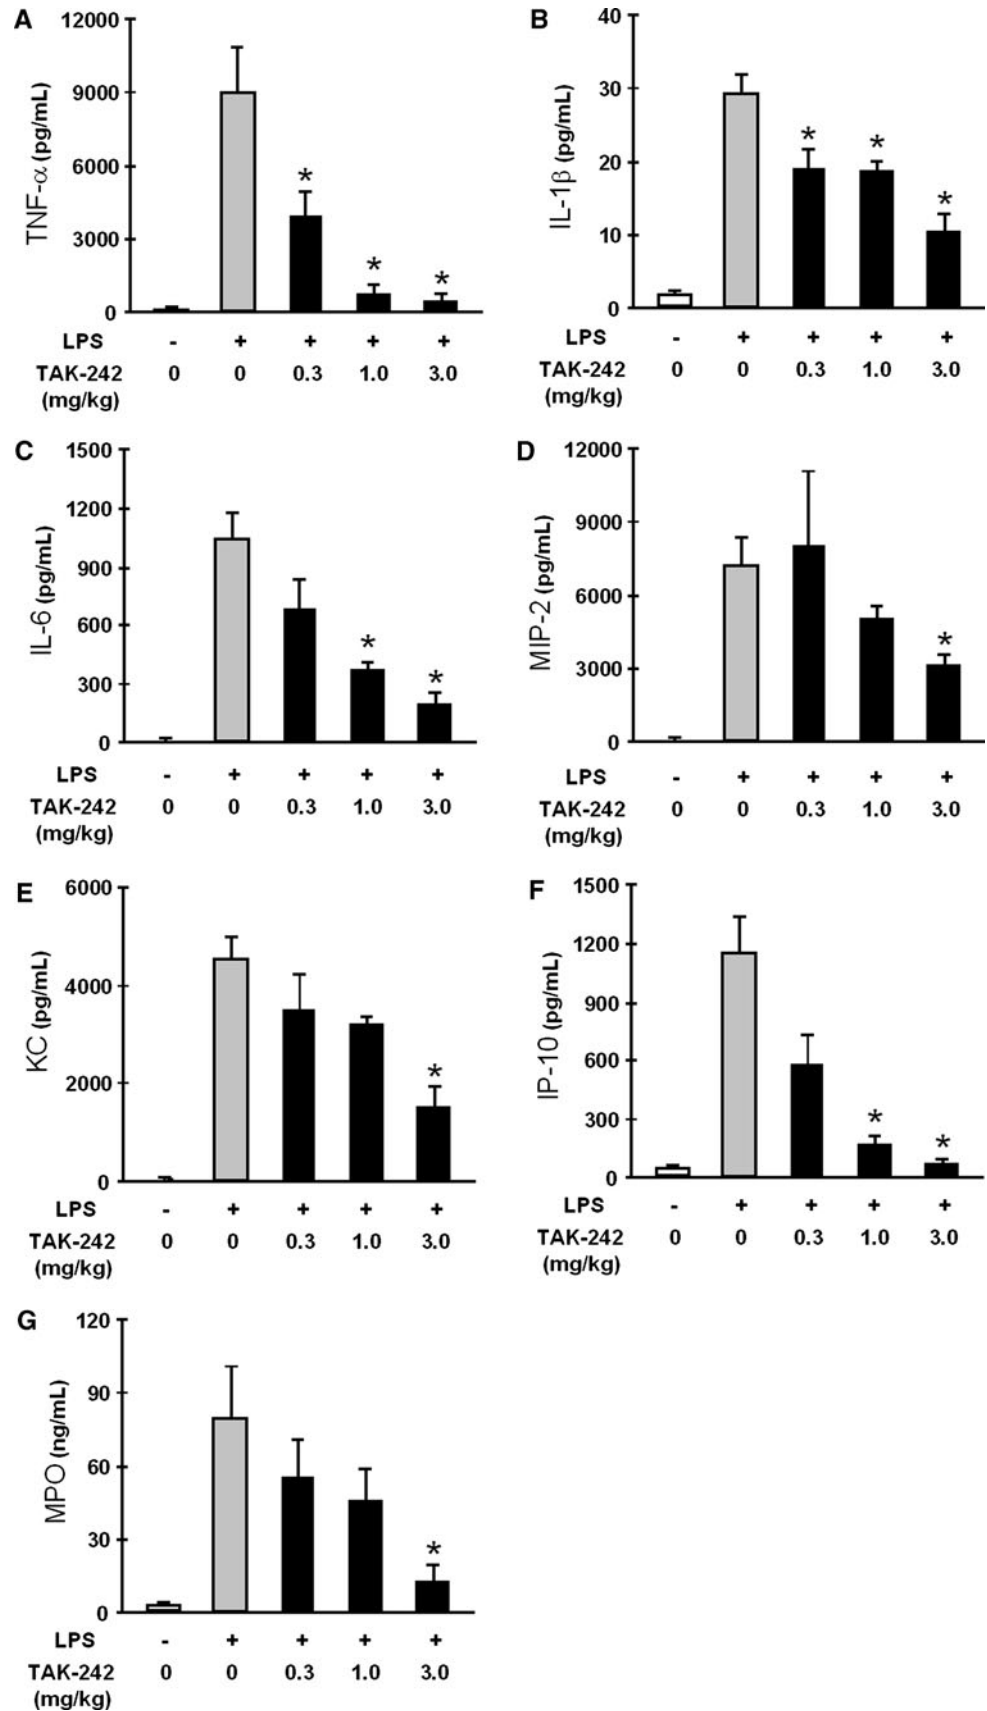 A
TNF-α (pg/mL)
12000
9000
6000
3000
0
* * *
LPS - + + + +
TAK-242 0 0 0.3 1.0 3.0
(mg/kg)
B
IL-1β (pg/mL)
40
30
20
10
0
* * *
LPS - + + + +
TAK-242 0 0 0.3 1.0 3.0
(mg/kg)
C
IL-6 (pg/mL)
1500
1200
900
600
300
0
* *
LPS - + + + +
TAK-242 0 0 0.3 1.0 3.0
(mg/kg)
D
MIP-2 (pg/mL)
12000
9000
6000
3000
0
*
LPS - + + + +
TAK-242 0 0 0.3 1.0 3.0
(mg/kg)
E
KC (pg/mL)
6000
4000
2000
0
*
LPS - + + + +
TAK-242 0 0 0.3 1.0 3.0
(mg/kg)
F
IP-10 (pg/mL)
1500
1200
900
600
300
0
* *
LPS - + + + +
TAK-242 0 0 0.3 1.0 3.0
(mg/kg)
G
MPO (ng/mL)
120
90
60
30
0
*
LPS - + + + +
TAK-242 0 0 0.3 1.0 3.0
(mg/kg)